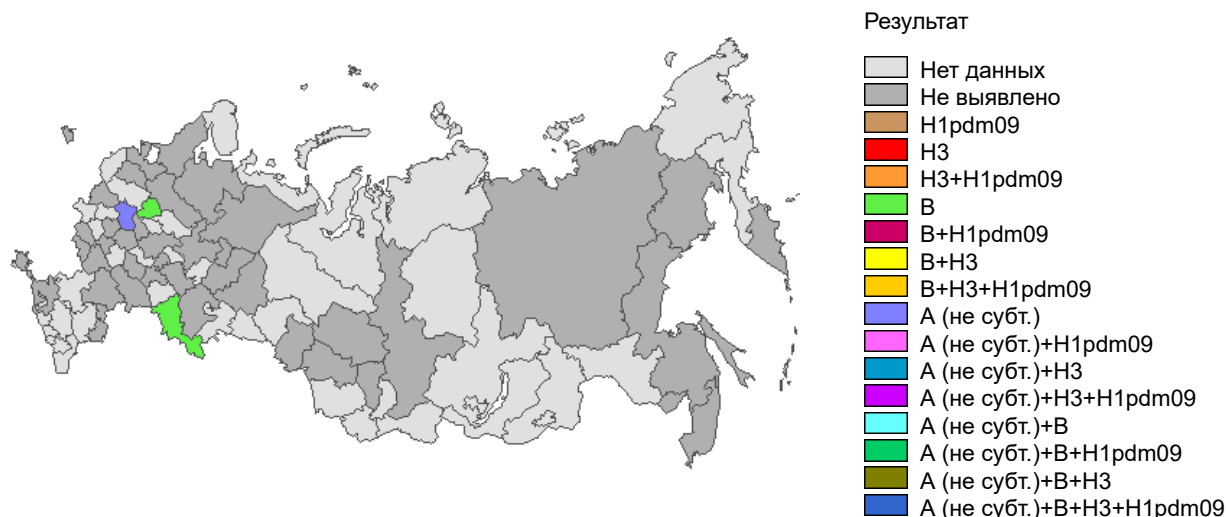 Результат
Нет данных
Не выявлено
H1pdm09
H3
H3+H1pdm09
B
B+H1pdm09
B+H3
B+H3+H1pdm09
А (не субт.)
А (не субт.)+H1pdm09
А (не субт.)+H3
А (не субт.)+H3+H1pdm09
А (не субт.)+B
А (не субт.)+B+H1pdm09
А (не субт.)+B+H3
А (не субт.)+B+H3+H1pdm09